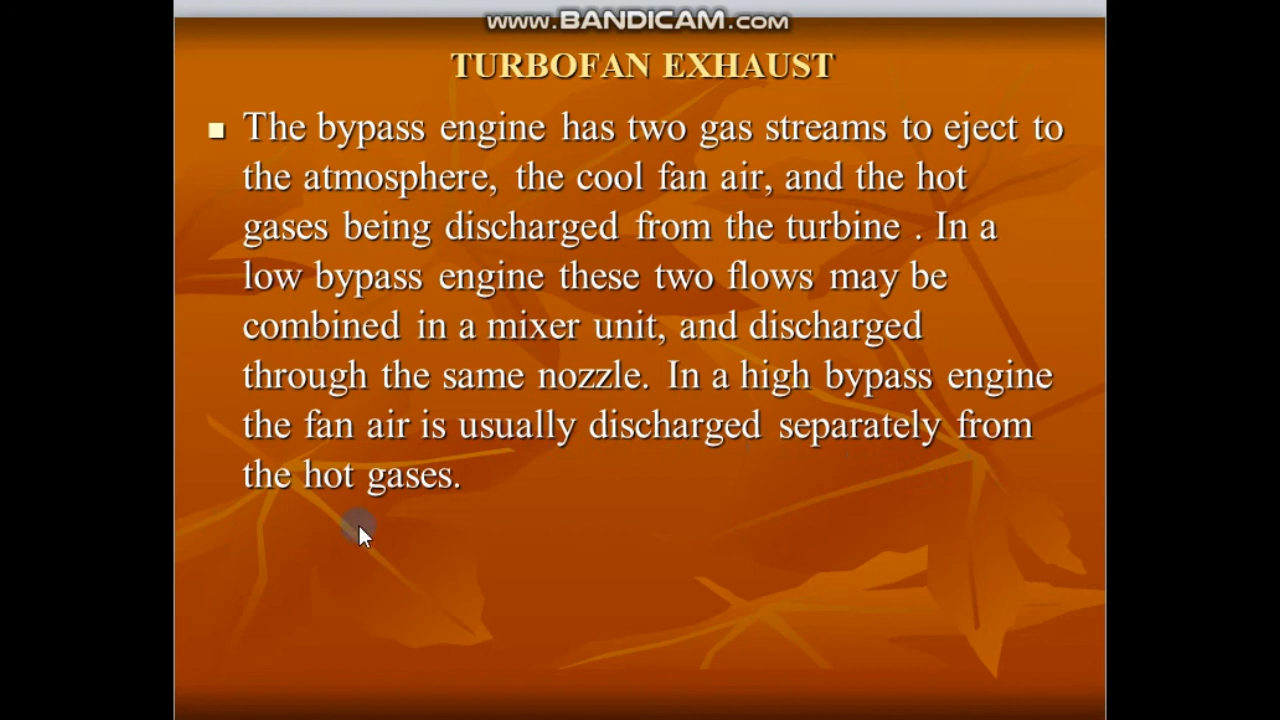 www.BANDICAM.com
TURBOFAN EXHAUST
The bypass engine has two gas streams to eject to
the atmosphere, the cool fan air, and the hot
gases being discharged from the turbine . In a
low bypass engine these two flows may be
combined in a mixer unit, and discharged
through the same nozzle. In a high bypass engine
the fan air is usually discharged separately from
the hot gases.